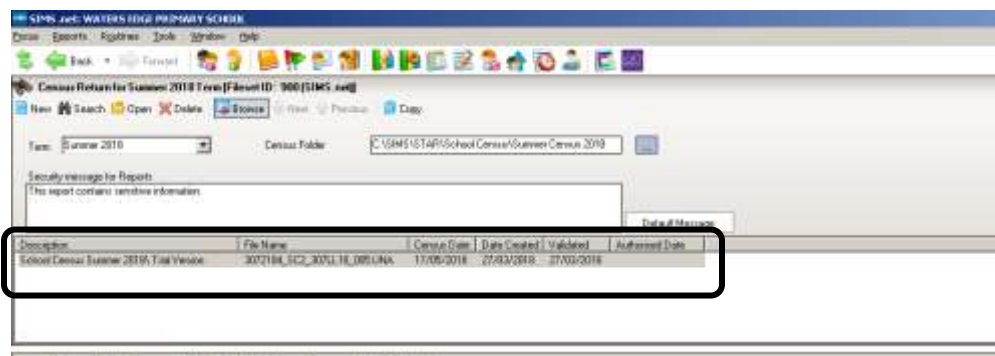 SIMS .net: WATERS EDGE PRIMARY SCHOOL
Focus Reports Routines Tools Window Help
Back Forward
Census Return for Summer 2018 Term [Fileset ID : 900 [SIMS .net]]
New Search Open Delete Browse Next Previous Copy
Term Summer 2018 Census Folder C:\SIMS\STAR\School Census\Summer Census 2018
Security message for Reports
This report contains sensitive information.
Default Message
Description File Name Census Date Date Created Validated Authorised Date
School Census Summer 2018\ Trial Version 17/05/2018 27/03/2018 27/03/2018